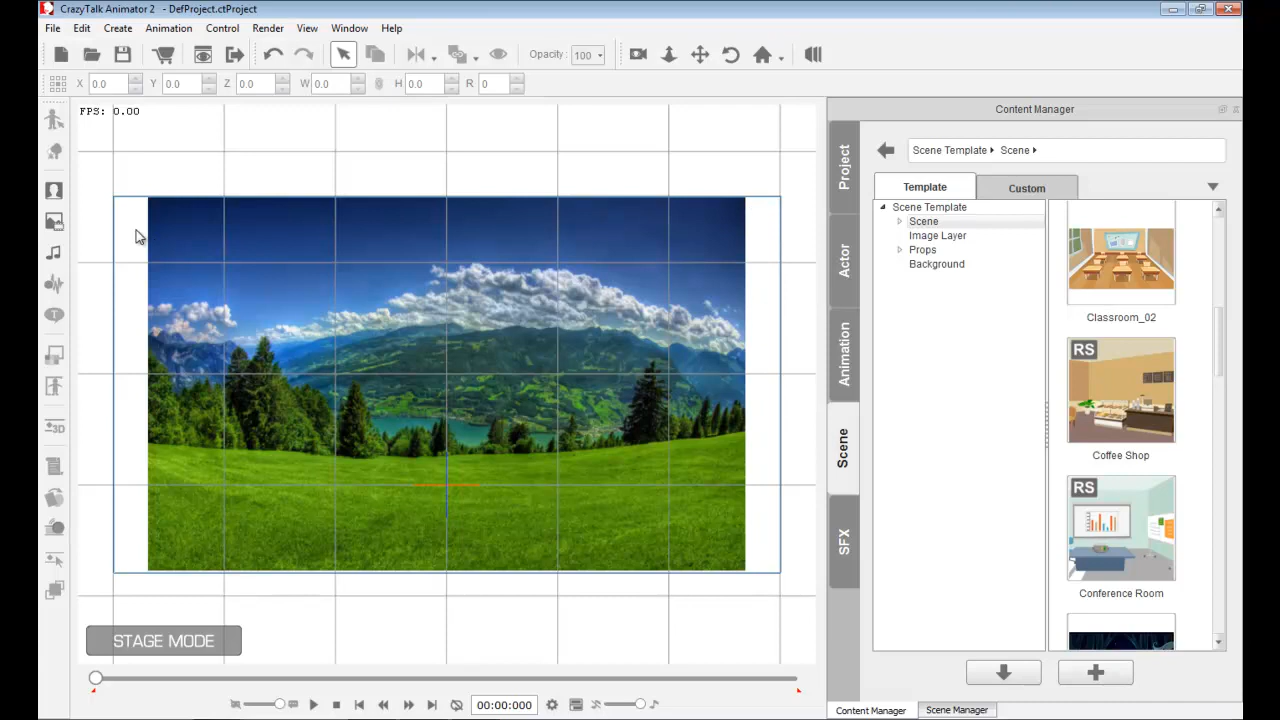 CrazyTalk Animator 2 - DefProject.ctProject
File Edit Create Animation Control Render View Window Help
Opacity : 100
X 0.0 Y 0.0 Z 0.0 W 0.0 H 0.0 R 0
Content Manager
FPS: 0.00
Scene Template Scene
Template Custom
Project
Actor
Animation
Scene
SFX
Scene Template
Scene
Image Layer
Props
Background
Classroom_02
RS
Coffee Shop
RS
Conference Room
STAGE MODE
00:00:000
Content Manager Scene Manager